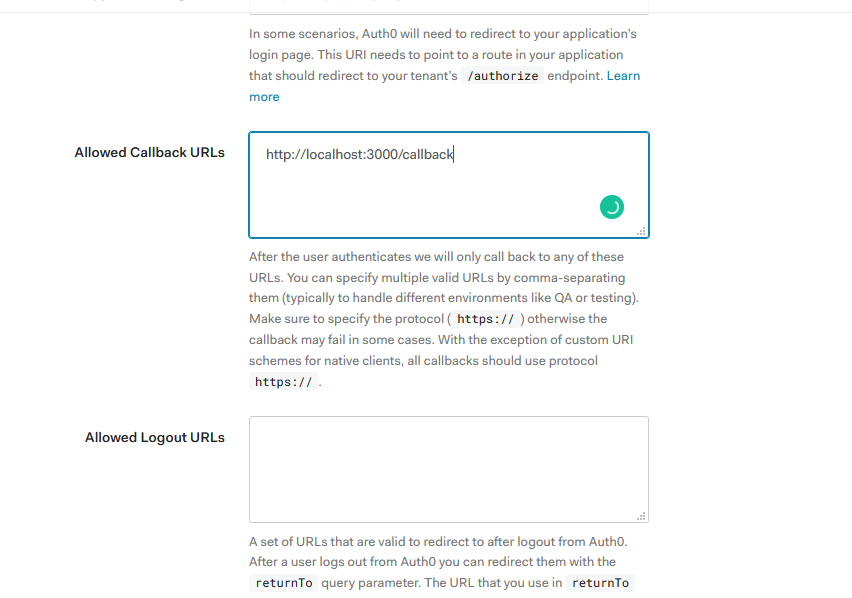 In some scenarios, Auth0 will need to redirect to your application's
login page. This URI needs to point to a route in your application
that should redirect to your tenant's /authorize endpoint. Learn
more
Allowed Callback URLs
http://localhost:3000/callback
After the user authenticates we will only call back to any of these
URLs. You can specify multiple valid URLs by comma-separating
them (typically to handle different environments like QA or testing).
Make sure to specify the protocol ( https:// ) otherwise the
callback may fail in some cases. With the exception of custom URI
schemes for native clients, all callbacks should use protocol
https:// .
Allowed Logout URLs
A set of URLs that are valid to redirect to after logout from Auth0.
After a user logs out from Auth0 you can redirect them with the
returnTo query parameter. The URL that you use in returnTo